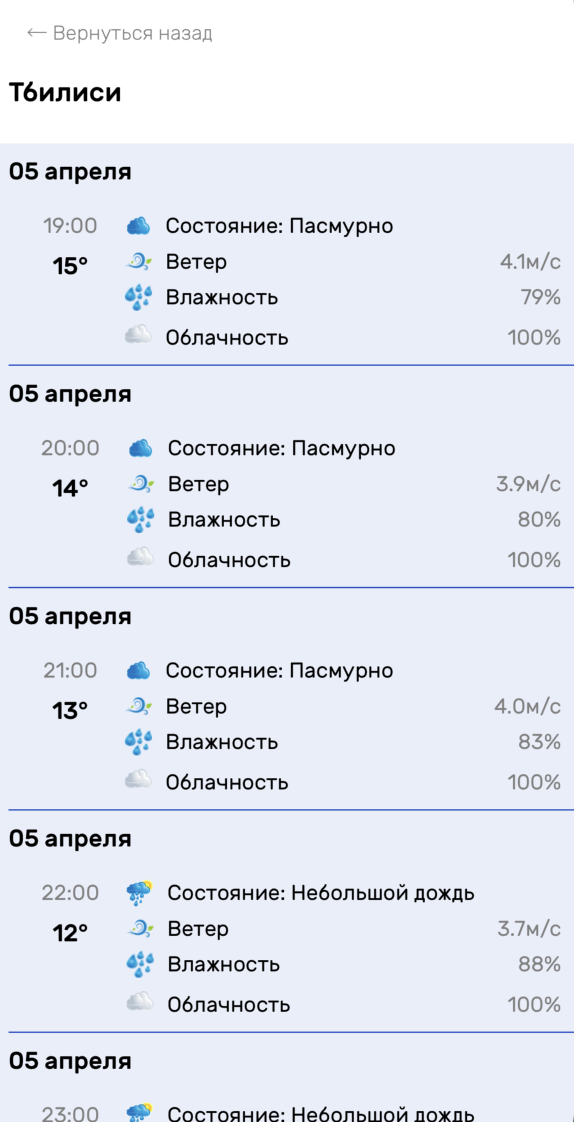 ← Вернуться назад
Тбилиси
05 апреля
19:00 Состояние: Пасмурно
15° Ветер 4.1м/с
Влажность 79%
Облачность 100%
05 апреля
20:00 Состояние: Пасмурно
14° Ветер 3.9м/с
Влажность 80%
Облачность 100%
05 апреля
21:00 Состояние: Пасмурно
13° Ветер 4.0м/с
Влажность 83%
Облачность 100%
05 апреля
22:00 Состояние: Небольшой дождь
12° Ветер 3.7м/с
Влажность 88%
Облачность 100%
05 апреля
23:00 Состояние: Небольшой дождь